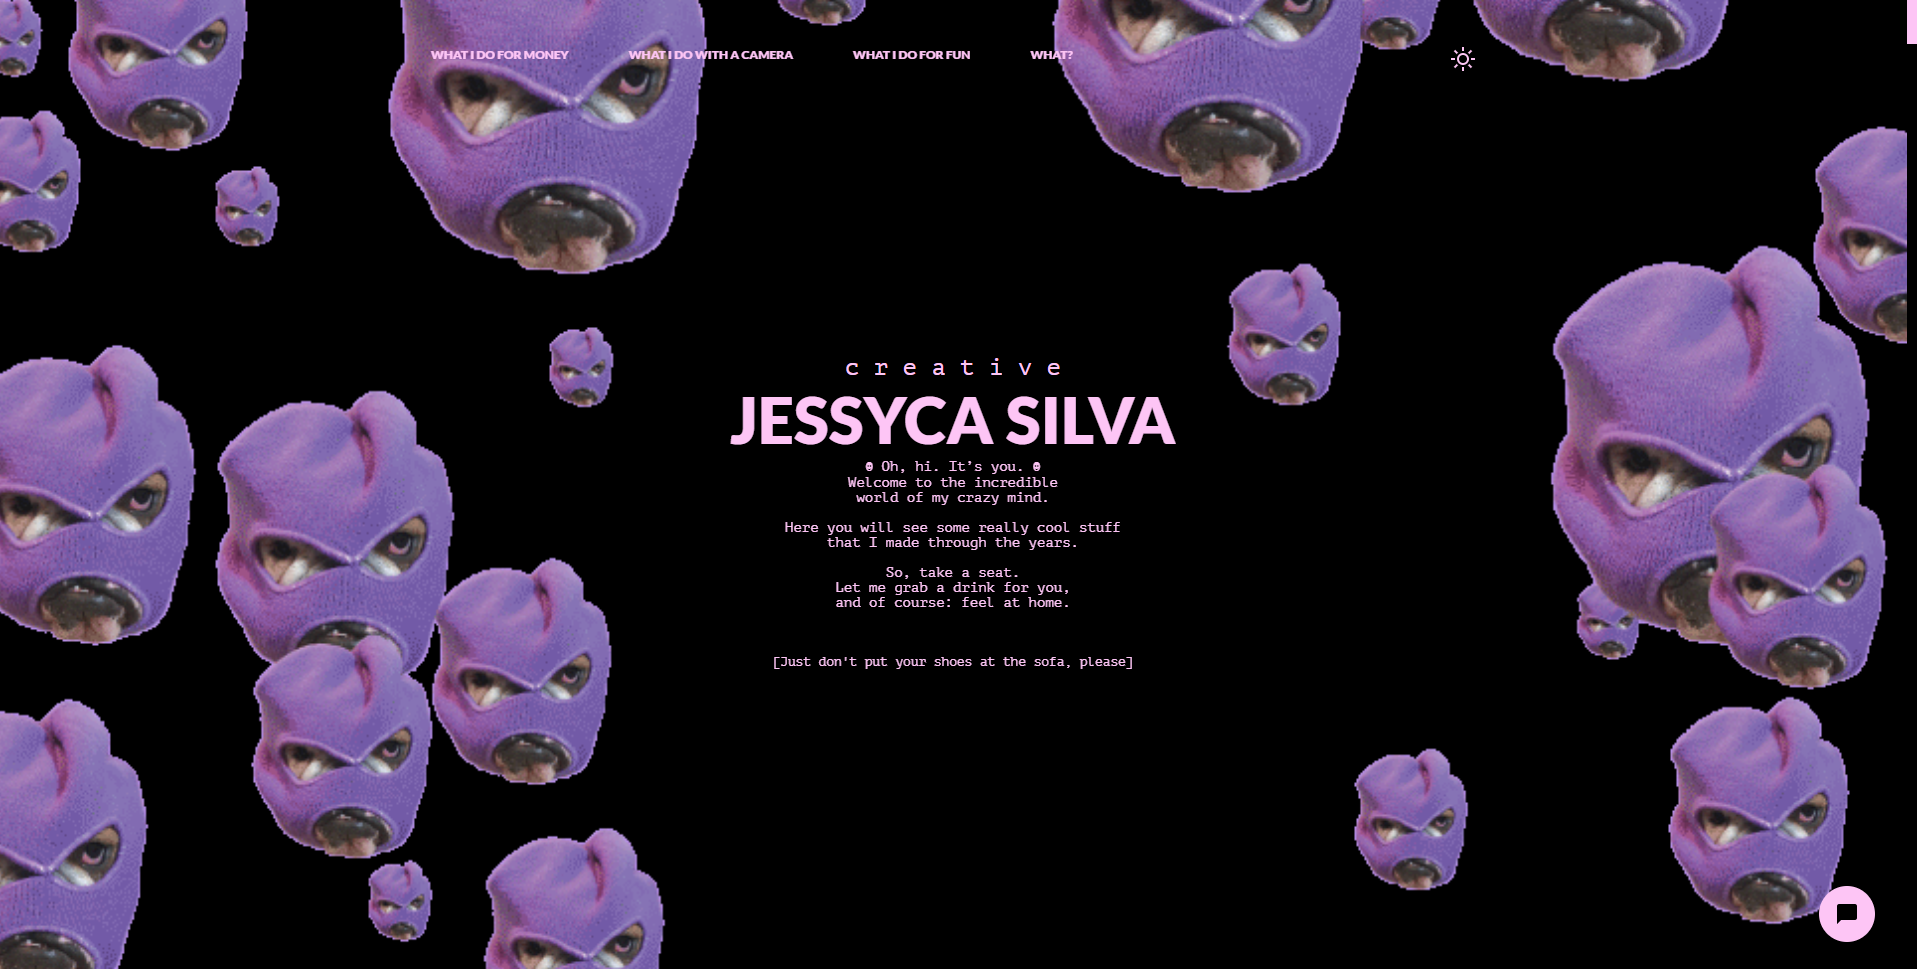 WHAT I DO FOR MONEY
WHAT I DO WITH A CAMERA
WHAT I DO FOR FUN
WHAT?
creative
JESSYCA SILVA
Oh, hi. It’s you.
Welcome to the incredible
world of my crazy mind.
Here you will see some really cool stuff
that I made through the years.
So, take a seat.
Let me grab a drink for you,
and of course: feel at home.
[Just don't put your shoes at the sofa, please]